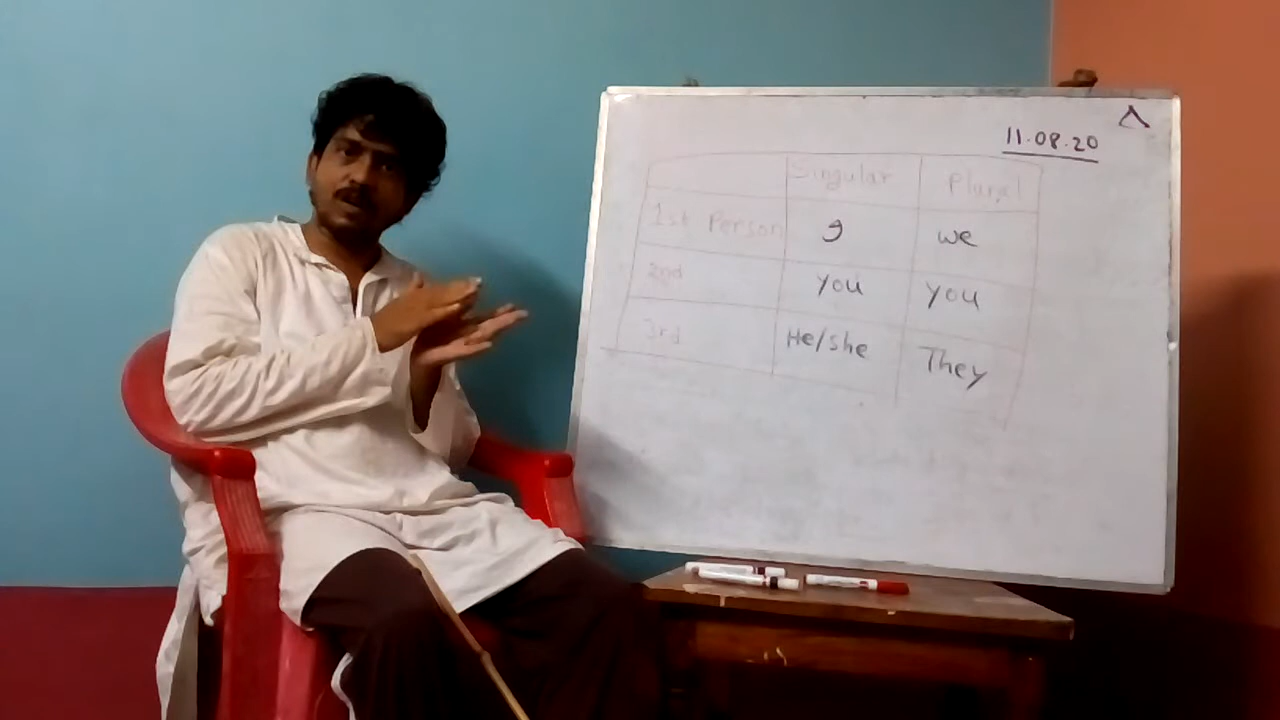 11.08.20
Singular Plural
1st Person I we
2nd you you
3rd He/she They